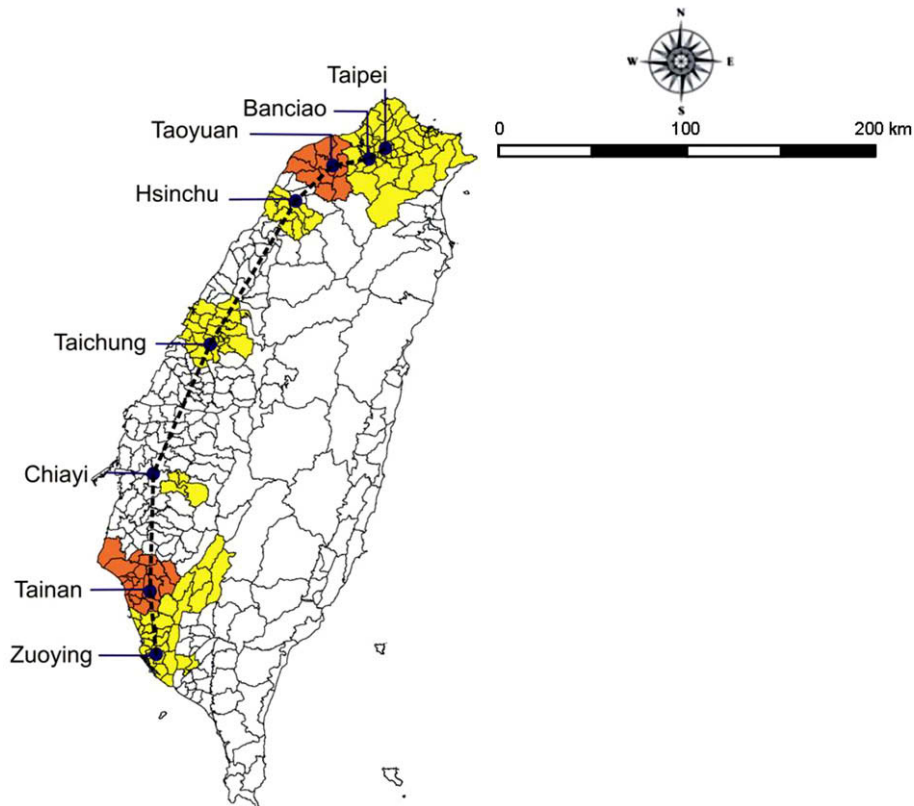 N
W
E
S
0
100
200 km
Taipei
Banciao
Taoyuan
Hsinchu
Taichung
Chiayi
Tainan
Zuoying